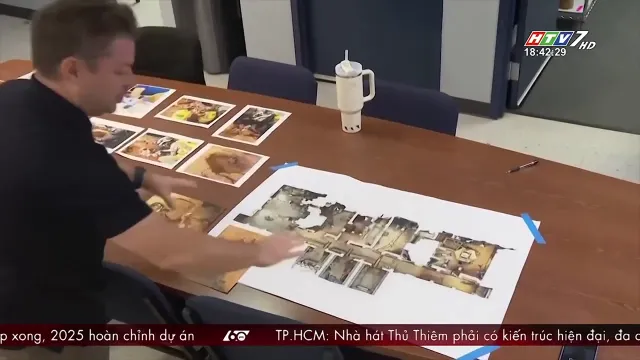 HTV7 HD
18:42:29
p xong, 2025 hoàn chỉnh dự án
TP.HCM: Nhà hát Thủ Thiêm phải có kiến trúc hiện đại, đa c